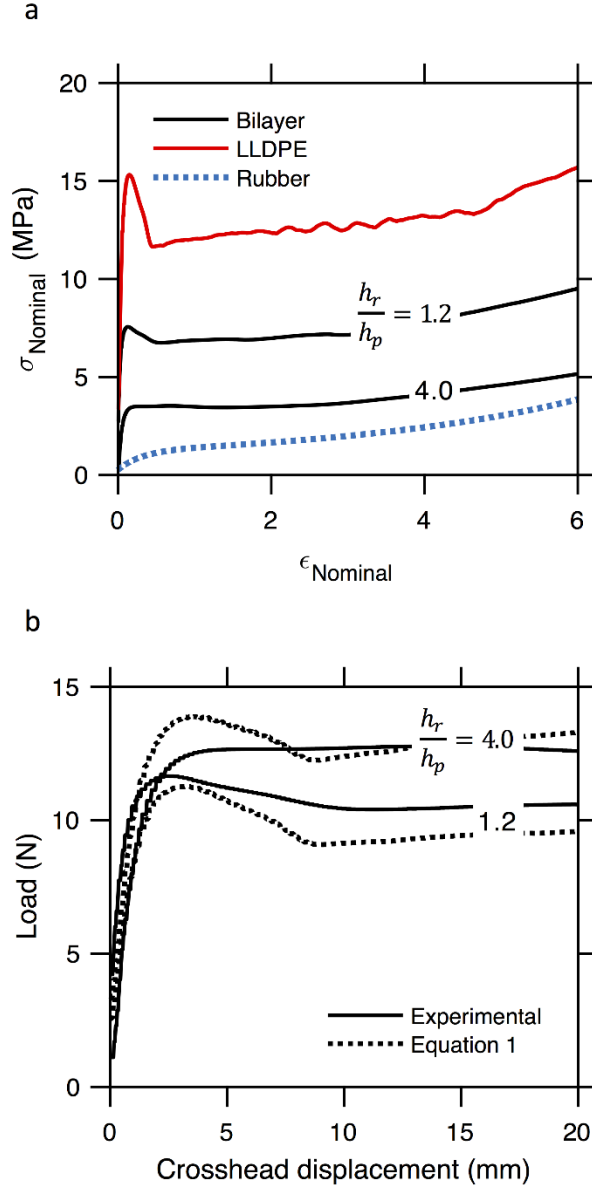 a
20
15
10
5
0
σNominal (MPa)
Bilayer
LLDPE
Rubber
hr/hp = 1.2
4.0
0 2 4 6
ϵNominal
b
15
10
5
0
Load (N)
hr/hp = 4.0
1.2
Experimental
Equation 1
0 5 10 15 20
Crosshead displacement (mm)